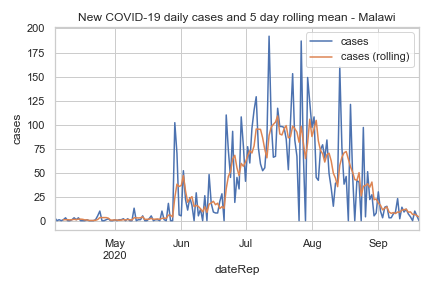 New COVID-19 daily cases and 5 day rolling mean - Malawi
cases
cases (rolling)
200
175
150
125
100
75
50
25
0
cases
May
2020
Jun
Jul
Aug
Sep
dateRep